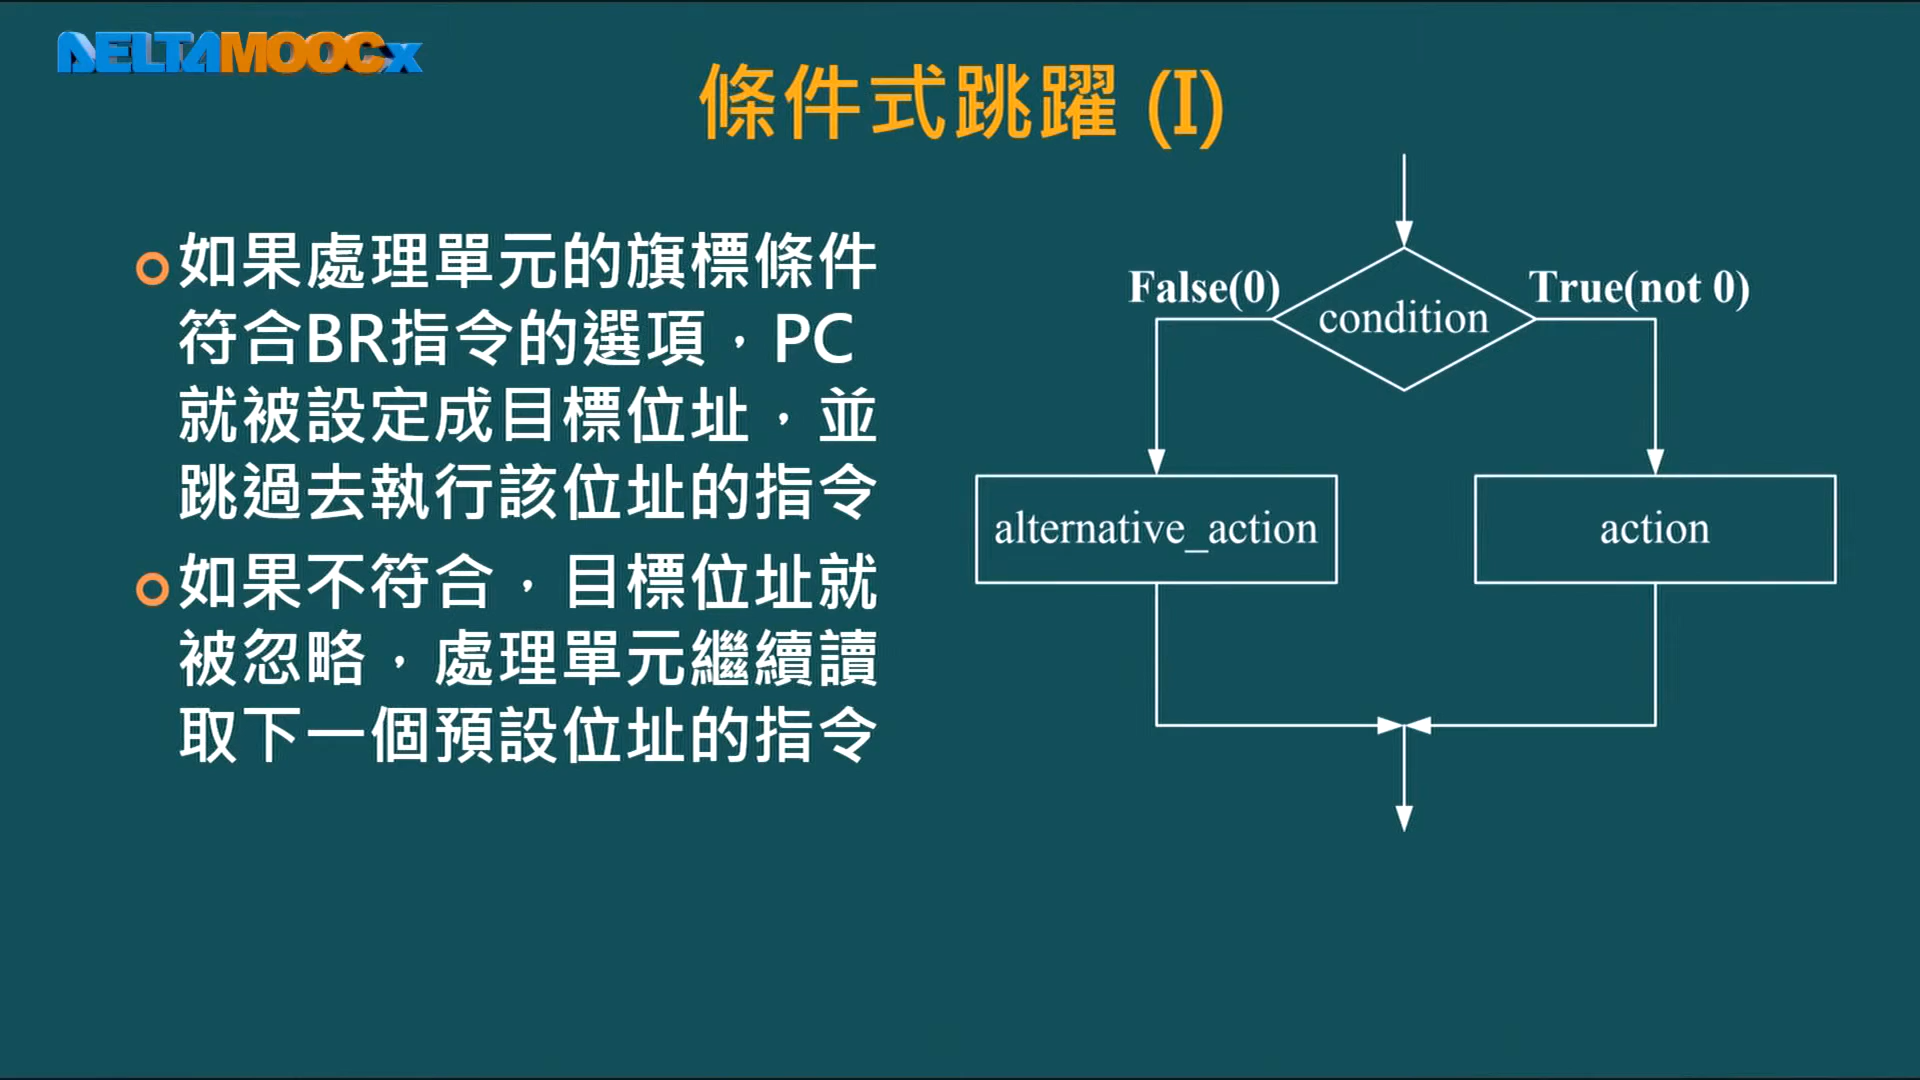 DELTAMOOCx
條件式跳躍 (I)
如果處理單元的旗標條件
符合BR指令的選項，PC
就被設定成目標位址，並
跳過去執行該位址的指令
如果不符合，目標位址就
被忽略，處理單元繼續讀
取下一個預設位址的指令
False(0)
True(not 0)
condition
alternative_action
action